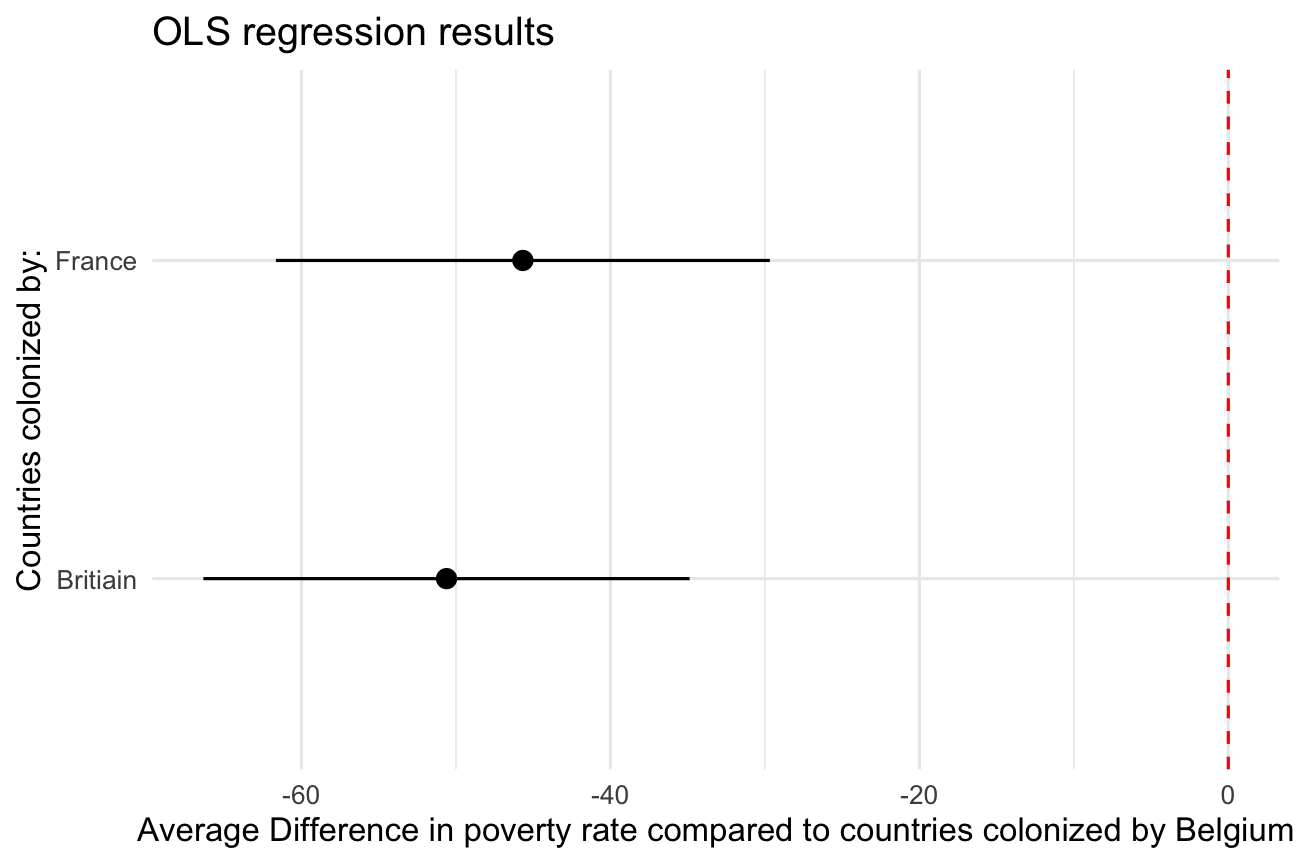 OLS regression results
Countries colonized by:
France
Britiain
-60
-40
-20
0
Average Difference in poverty rate compared to countries colonized by Belgium